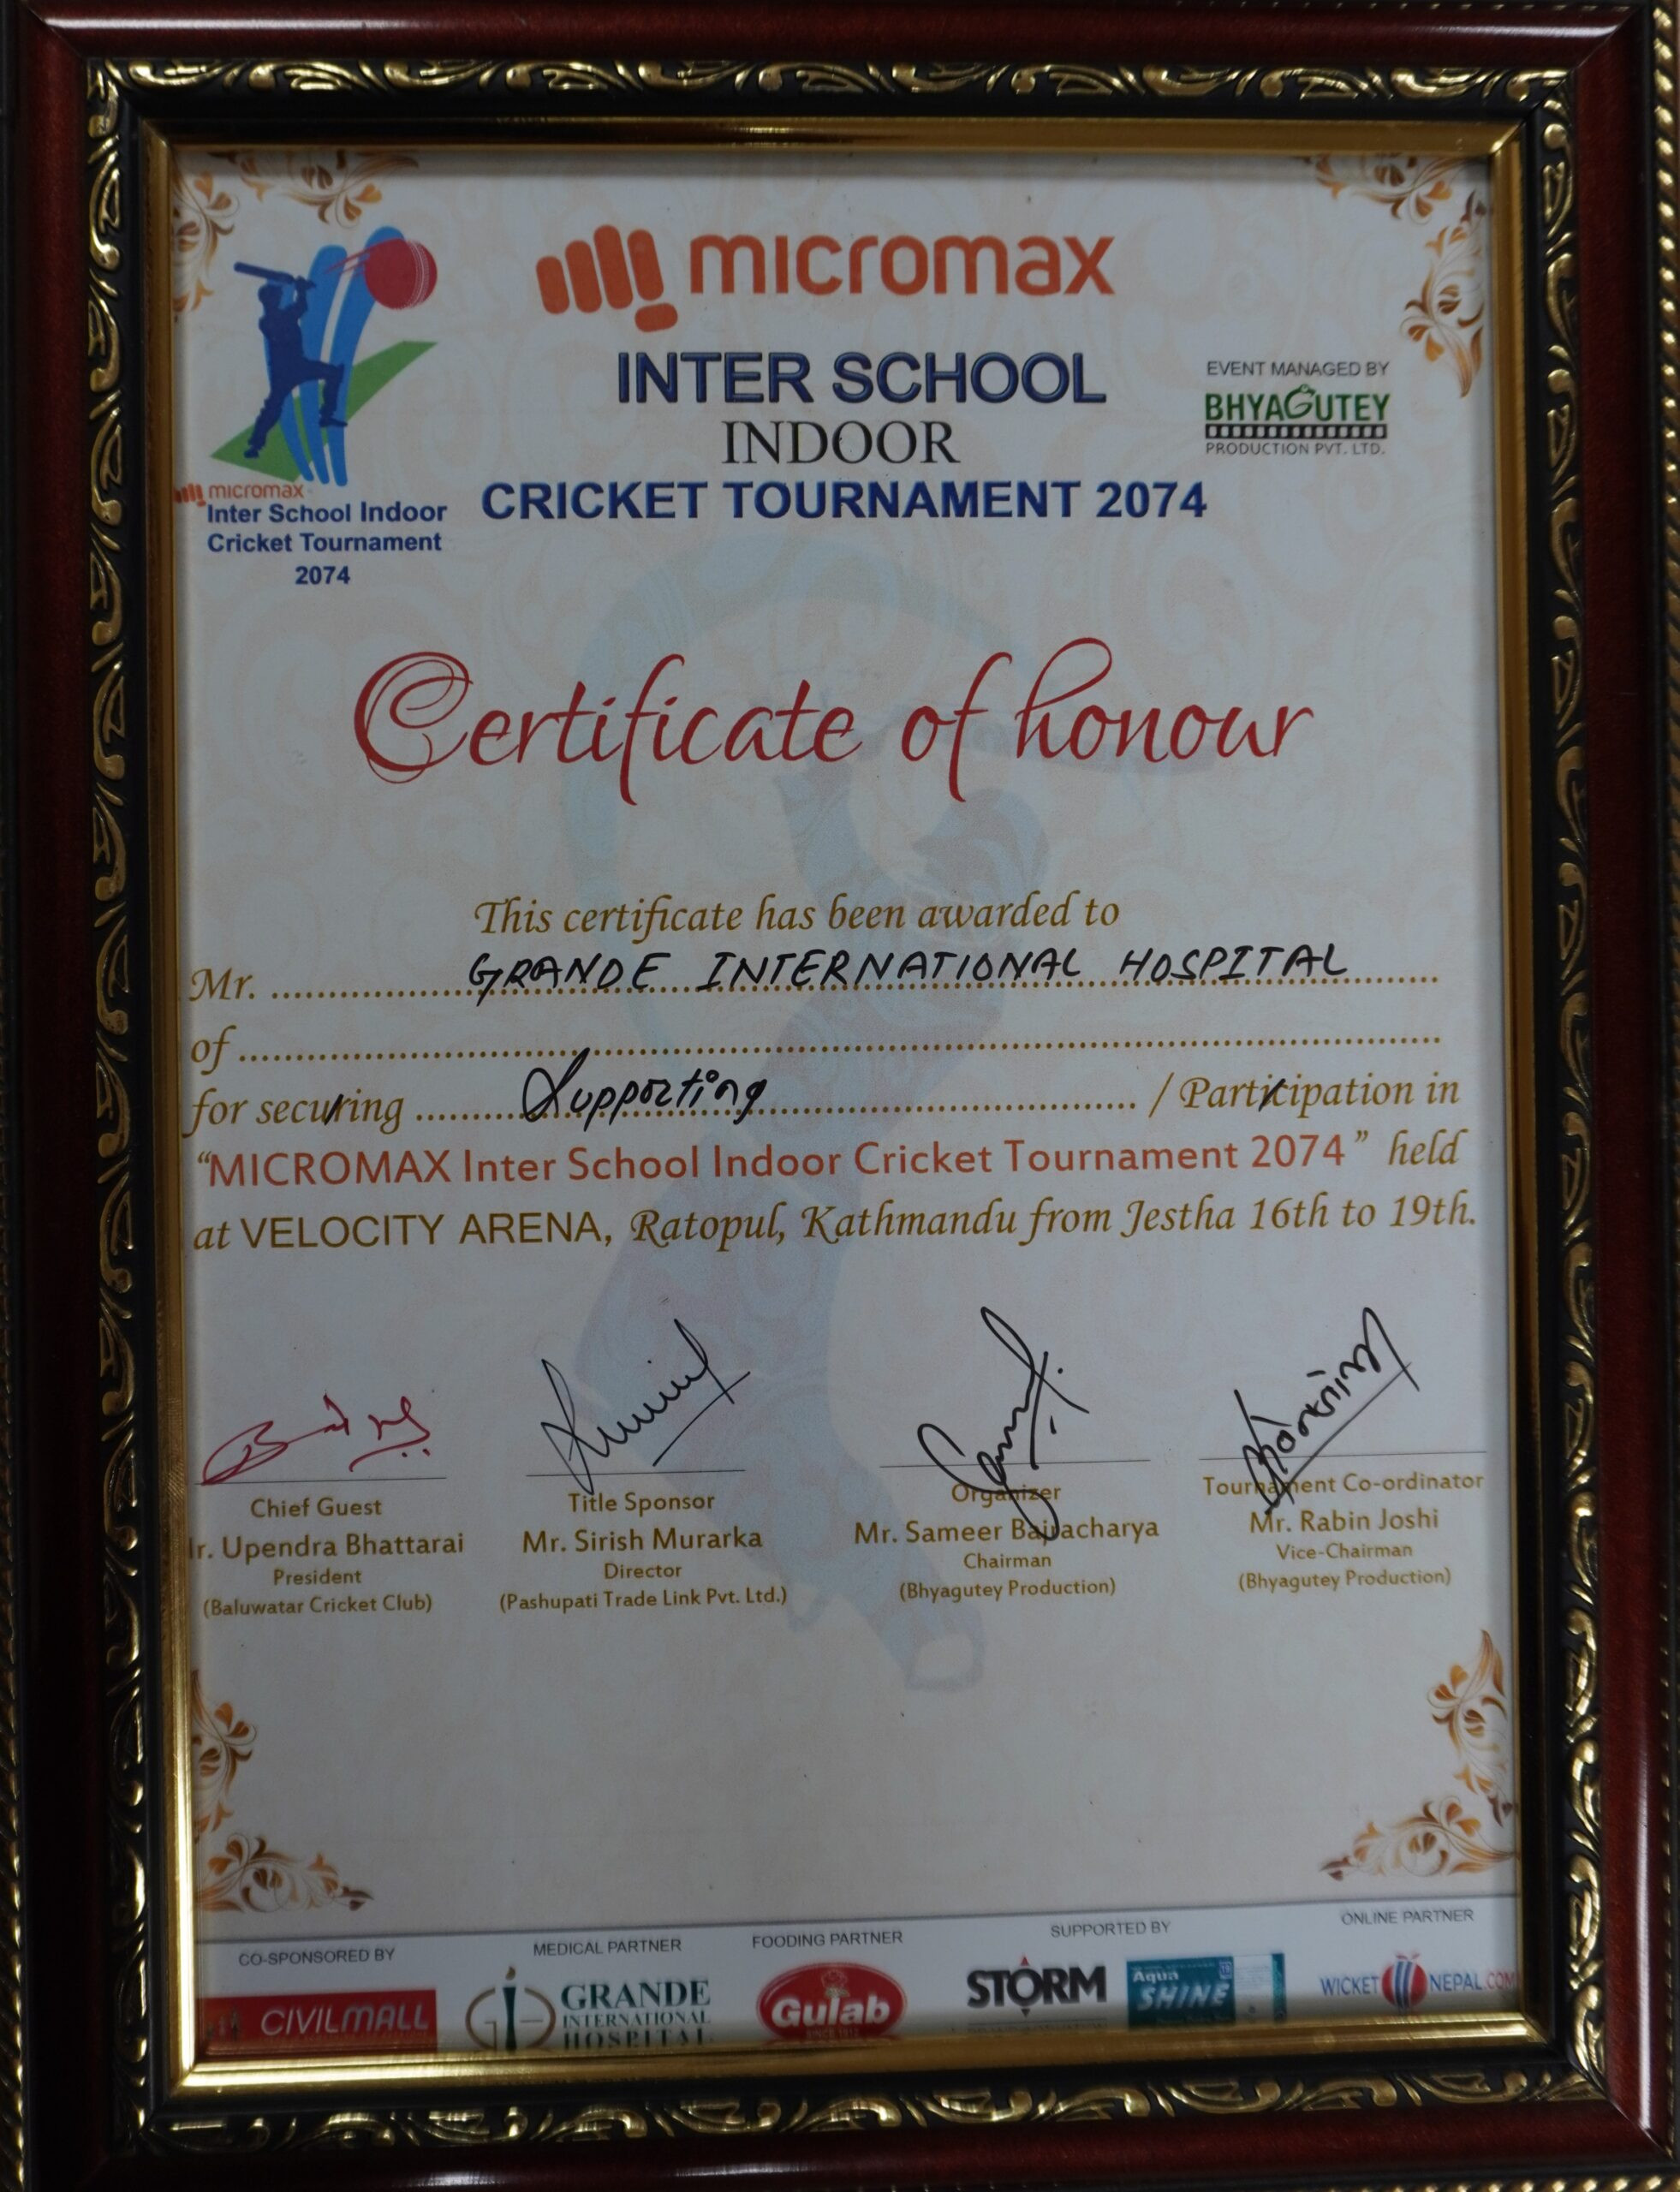 micromax
INTER SCHOOL
INDOOR
CRICKET TOURNAMENT 2074
EVENT MANAGED BY
BHYAGUTEY
PRODUCTION PVT. LTD.
micromax
Inter School Indoor
Cricket Tournament
2074
Certificate of honour
This certificate has been awarded to
Mr. GRANDE INTERNATIONAL HOSPITAL
of
for securing Supporting / Participation in
“MICROMAX Inter School Indoor Cricket Tournament 2074” held
at VELOCITY ARENA, Ratopul, Kathmandu from Jestha 16th to 19th.
Chief Guest
r. Upendra Bhattarai
President
(Baluwatar Cricket Club)
Title Sponsor
Mr. Sirish Murarka
Director
(Pashupati Trade Link Pvt. Ltd.)
Organizer
Mr. Sameer Bajracharya
Chairman
(Bhyagutey Production)
Tournament Co-ordinator
Mr. Rabin Joshi
Vice-Chairman
(Bhyagutey Production)
CO-SPONSORED BY
CIVILMALL
MEDICAL PARTNER
GRANDE
INTERNATIONAL
HOSPITAL
FOODING PARTNER
Gulab
SINCE 1912
SUPPORTED BY
STORM
Aqua
SHINE
ONLINE PARTNER
WICKET NEPAL.COM